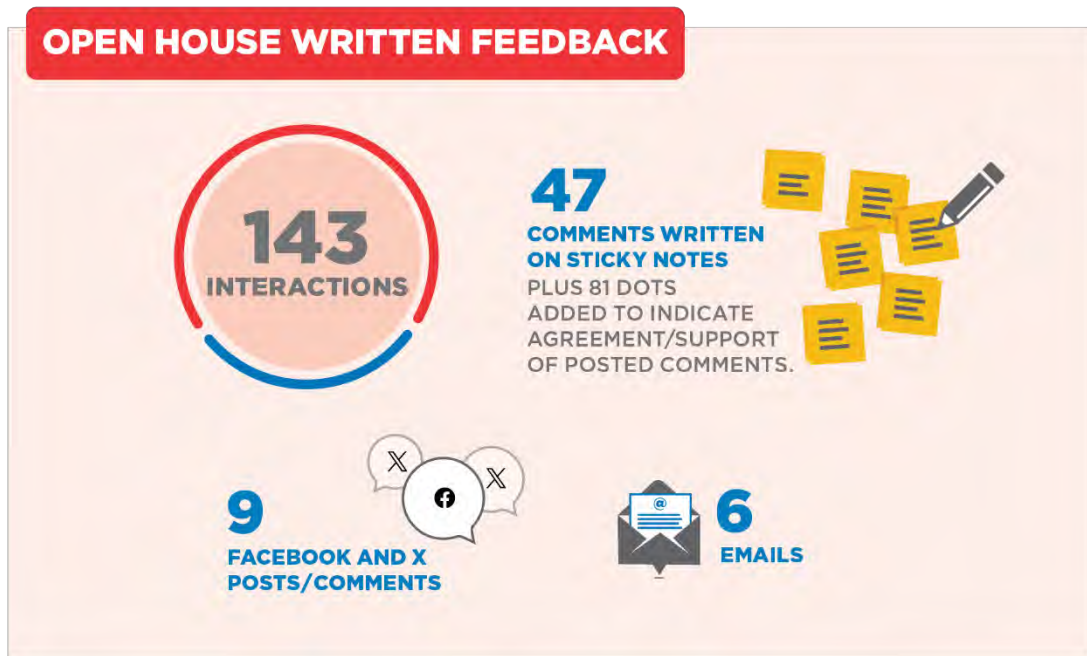 OPEN HOUSE WRITTEN FEEDBACK
143
INTERACTIONS
47
COMMENTS WRITTEN
ON STICKY NOTES
PLUS 81 DOTS
ADDED TO INDICATE
AGREEMENT/SUPPORT
OF POSTED COMMENTS.
9
FACEBOOK AND X
POSTS/COMMENTS
@
6
EMAILS